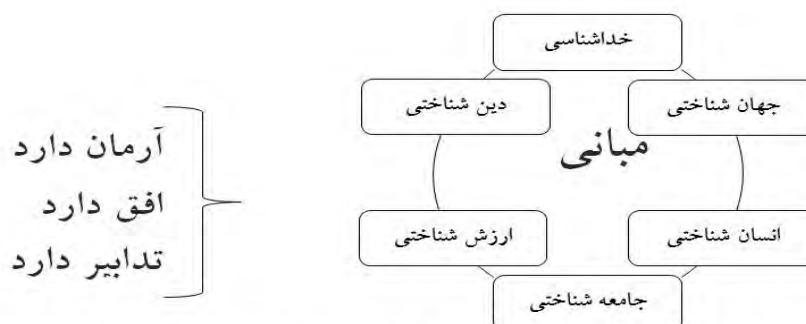 خداشناسی
جهان شناختی
دین شناختی
مبانی
انسان شناختی
ارزش شناختی
جامعه شناختی
آرمان دارد
افق دارد
تدابیر دارد